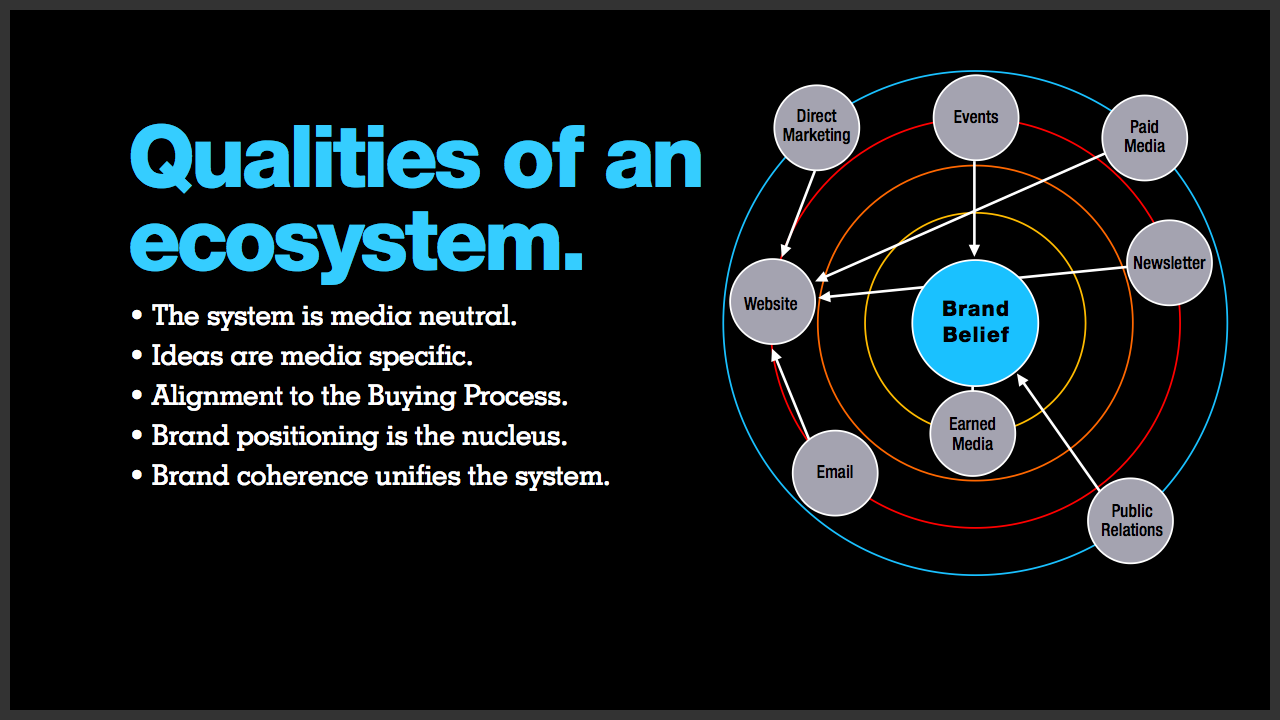 Qualities of an
ecosystem.
• The system is media neutral.
• Ideas are media specific.
• Alignment to the Buying Process.
• Brand positioning is the nucleus.
• Brand coherence unifies the system.
Direct
Marketing
Events
Paid
Media
Newsletter
Website
Brand
Belief
Earned
Media
Email
Public
Relations